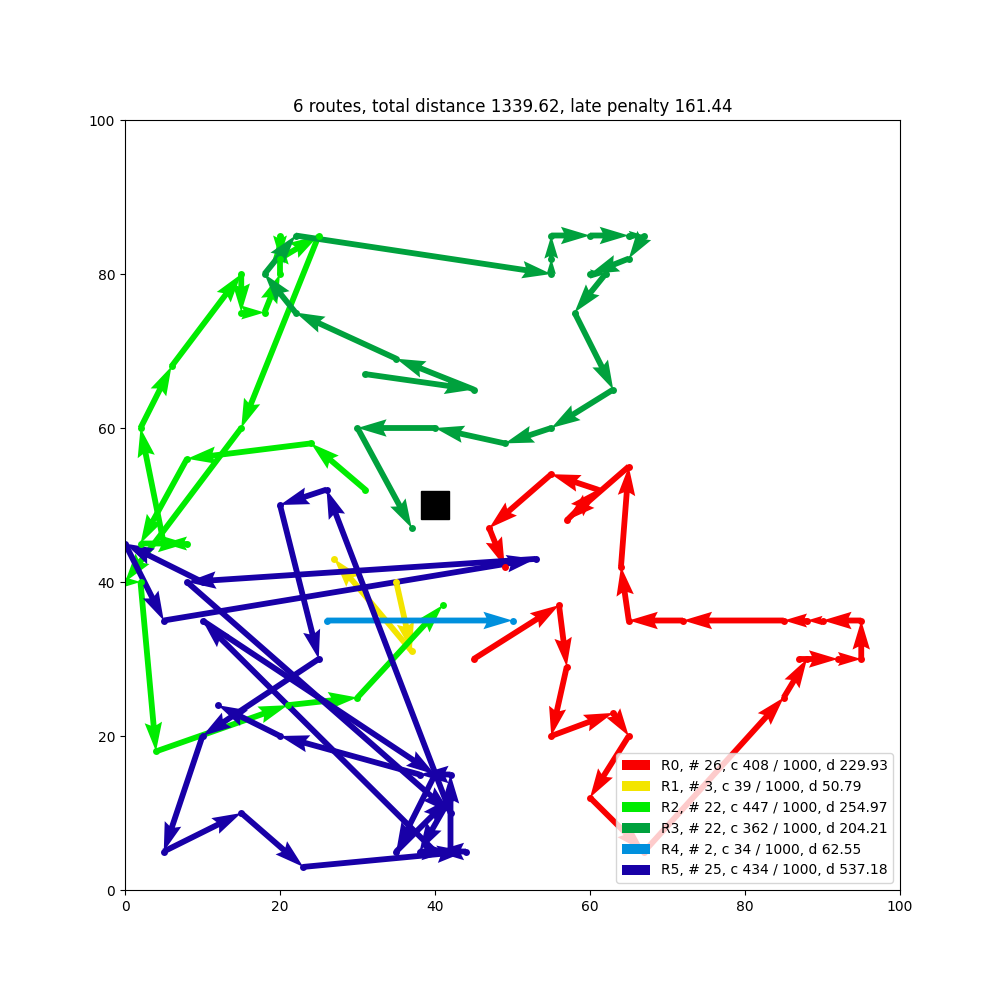 6 routes, total distance 1339.62, late penalty 161.44
100
80
60
40
20
0
0 20 40 60 80 100
R0, # 26, c 408 / 1000, d 229.93
R1, # 3, c 39 / 1000, d 50.79
R2, # 22, c 447 / 1000, d 254.97
R3, # 22, c 362 / 1000, d 204.21
R4, # 2, c 34 / 1000, d 62.55
R5, # 25, c 434 / 1000, d 537.18